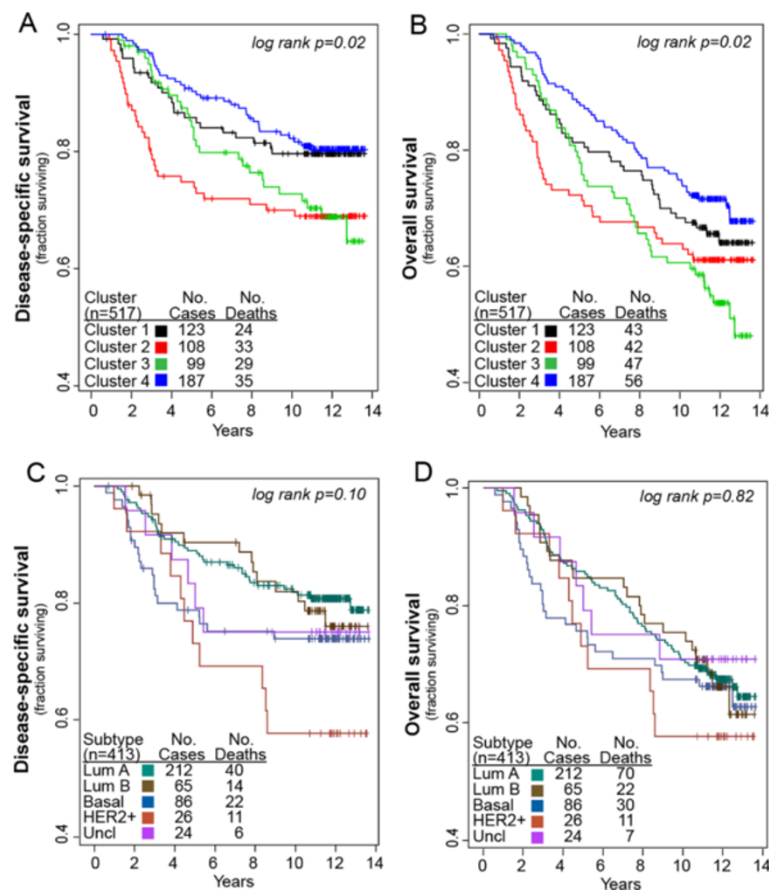 A
log rank p=0.02
Disease-specific survival
(fraction surviving)
1.0
0.8
0.6
0.4
Cluster No. No.
(n=517) Cases Deaths
Cluster 1 123 24
Cluster 2 108 33
Cluster 3 99 29
Cluster 4 187 35
0 2 4 6 8 10 12 14
Years
B
log rank p=0.02
Overall survival
(fraction surviving)
1.0
0.8
0.6
0.4
Cluster No. No.
(n=517) Cases Deaths
Cluster 1 123 43
Cluster 2 108 42
Cluster 3 99 47
Cluster 4 187 56
0 2 4 6 8 10 12 14
Years
C
log rank p=0.10
Disease-specific survival
(fraction surviving)
1.0
0.8
0.6
0.4
Subtype No. No.
(n=413) Cases Deaths
Lum A 212 40
Lum B 65 14
Basal 86 22
HER2+ 26 11
Uncl 24 6
0 2 4 6 8 10 12 14
Years
D
log rank p=0.82
Overall survival
(fraction surviving)
1.0
0.8
0.6
0.4
Subtype No. No.
(n=413) Cases Deaths
Lum A 212 70
Lum B 65 22
Basal 86 30
HER2+ 26 11
Uncl 24 7
0 2 4 6 8 10 12 14
Years